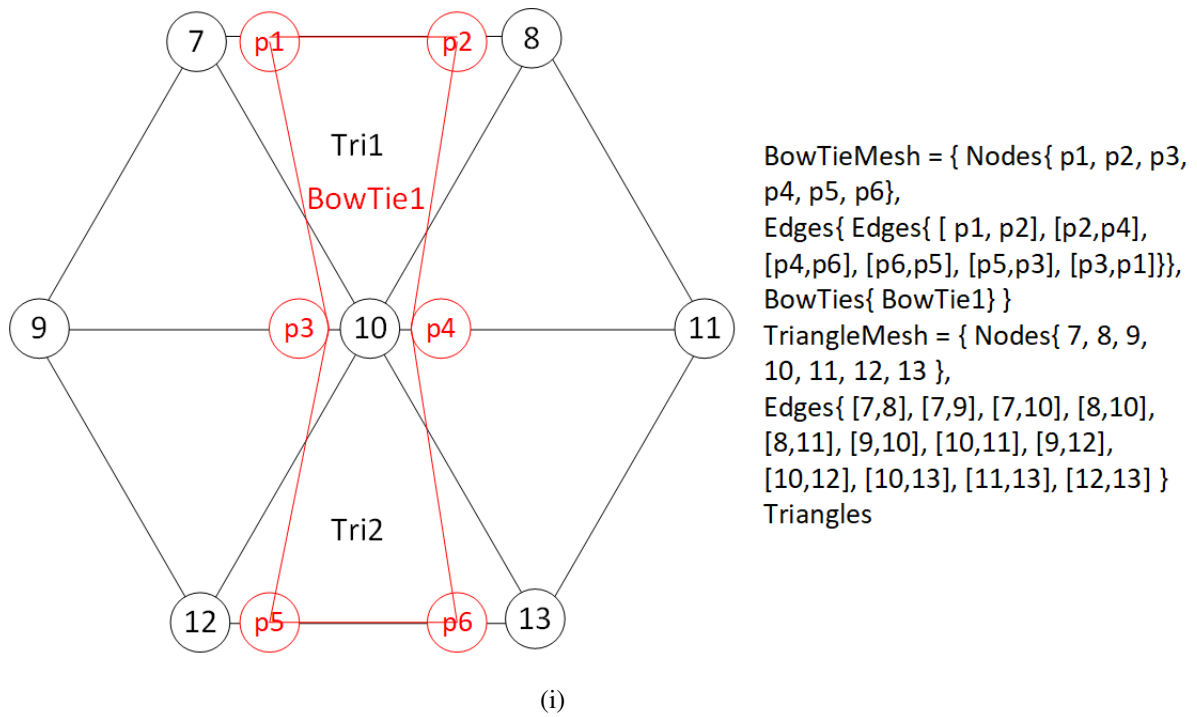 7 p1 p2 8
Tri1
BowTie1
9 p3 10 p4 11
Tri2
12 p5 p6 13
BowTieMesh = { Nodes{ p1, p2, p3,
p4, p5, p6},
Edges{ Edges{ [ p1, p2], [p2,p4],
[p4,p6], [p6,p5], [p5,p3], [p3,p1]}},
BowTies{ BowTie1} }
TriangleMesh = { Nodes{ 7, 8, 9,
10, 11, 12, 13 },
Edges{ [7,8], [7,9], [7,10], [8,10],
[8,11], [9,10], [10,11], [9,12],
[10,12], [10,13], [11,13], [12,13] }
Triangles
(i)